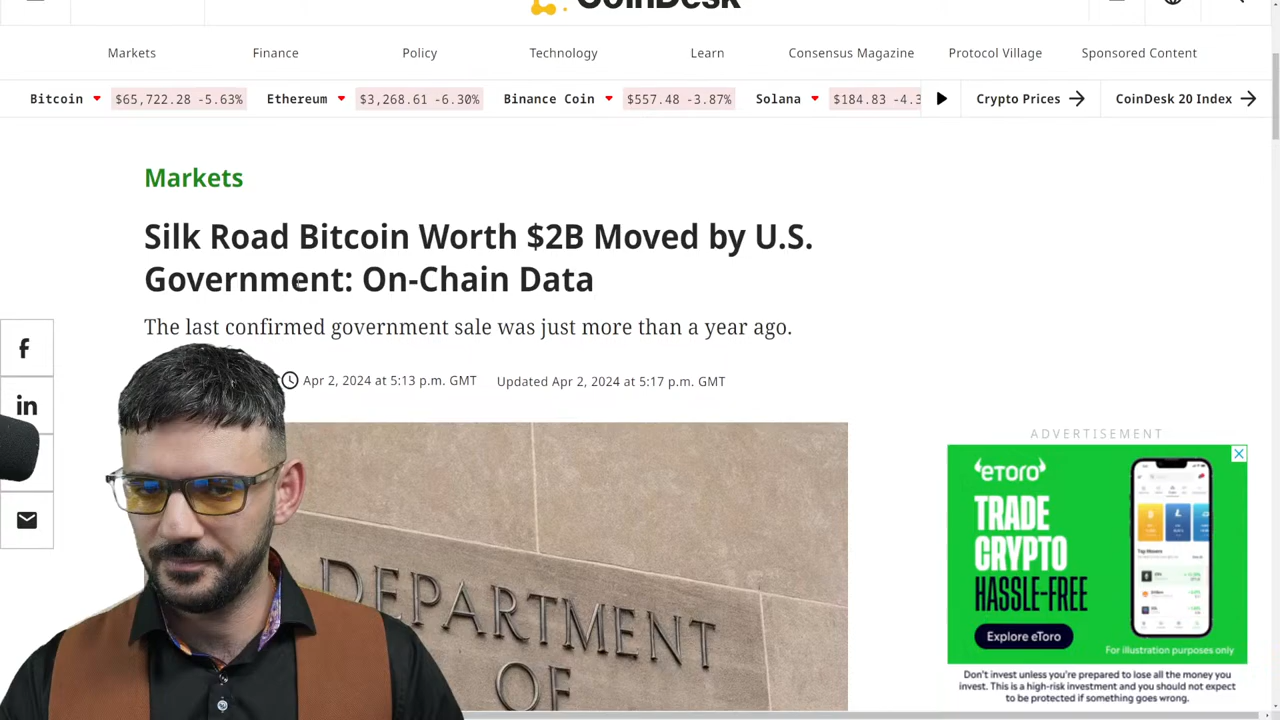 CoinDesk
Markets Finance Policy Technology Learn Consensus Magazine Protocol Village Sponsored Content
Bitcoin $65,722.28 -5.63% Ethereum $3,268.61 -6.30% Binance Coin $557.48 -3.87% Solana $184.83 -4.3 Crypto Prices CoinDesk 20 Index
Markets
Silk Road Bitcoin Worth $2B Moved by U.S.
Government: On-Chain Data
The last confirmed government sale was just more than a year ago.
Apr 2, 2024 at 5:13 p.m. GMT Updated Apr 2, 2024 at 5:17 p.m. GMT
f
in
DEPARTMENT
OF
ADVERTISEMENT
eToro
TRADE
CRYPTO
HASSLE-FREE
Explore eToro
For illustration purposes only
Don't invest unless you're prepared to lose all the money you
invest. This is a high-risk investment and you should not expect
to be protected if something goes wrong.